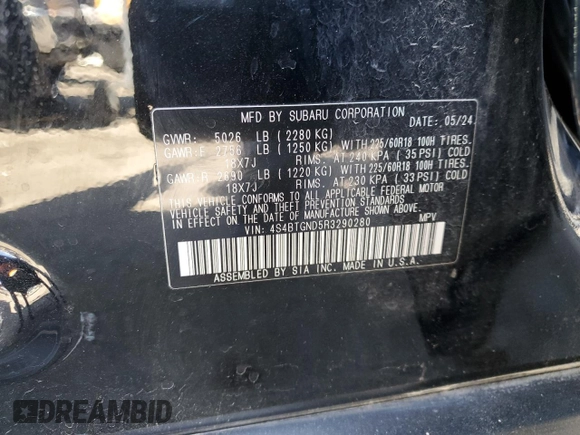 MFD BY SUBARU CORPORATION DATE: 05/24
GVWR: 5026 LB ( 2280 KG)
GAWR:F 2756 LB ( 1250 KG) WITH 225/60R18 100H TIRES.
18X7J RIMS. AT 240 KPA ( 35 PSI) COLD
GAWR:R 2690 LB ( 1220 KG) WITH 225/60R18 100H TIRES.
18X7J RIMS. AT 230 KPA ( 33 PSI) COLD
THIS VEHICLE CONFORMS TO ALL APPLICABLE FEDERAL MOTOR
VEHICLE SAFETY AND THEFT PREVENTION STANDARDS
IN EFFECT ON THE DATE OF MANUFACTURE SHOWN ABOVE.
VIN: 4S4BTGND5R3290280 MPV
ASSEMBLED BY SIA INC. MADE IN U.S.A.
DREAMBID